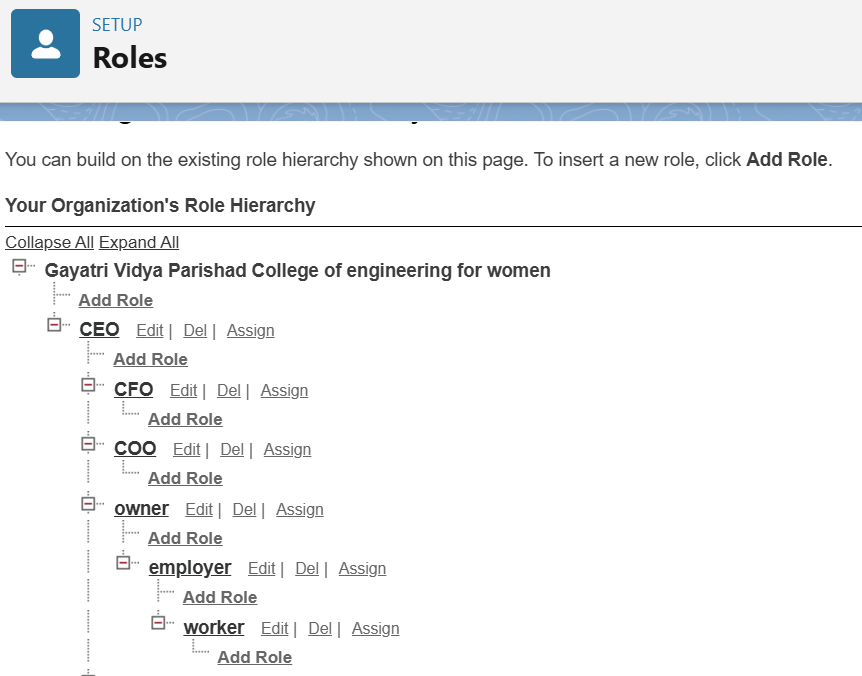 SETUP
Roles
You can build on the existing role hierarchy shown on this page. To insert a new role, click Add Role.
Your Organization's Role Hierarchy
Collapse All Expand All
Gayatri Vidya Parishad College of engineering for women
Add Role
CEO Edit | Del | Assign
Add Role
CFO Edit | Del | Assign
Add Role
COO Edit | Del | Assign
Add Role
owner Edit | Del | Assign
Add Role
employer Edit | Del | Assign
Add Role
worker Edit | Del | Assign
Add Role